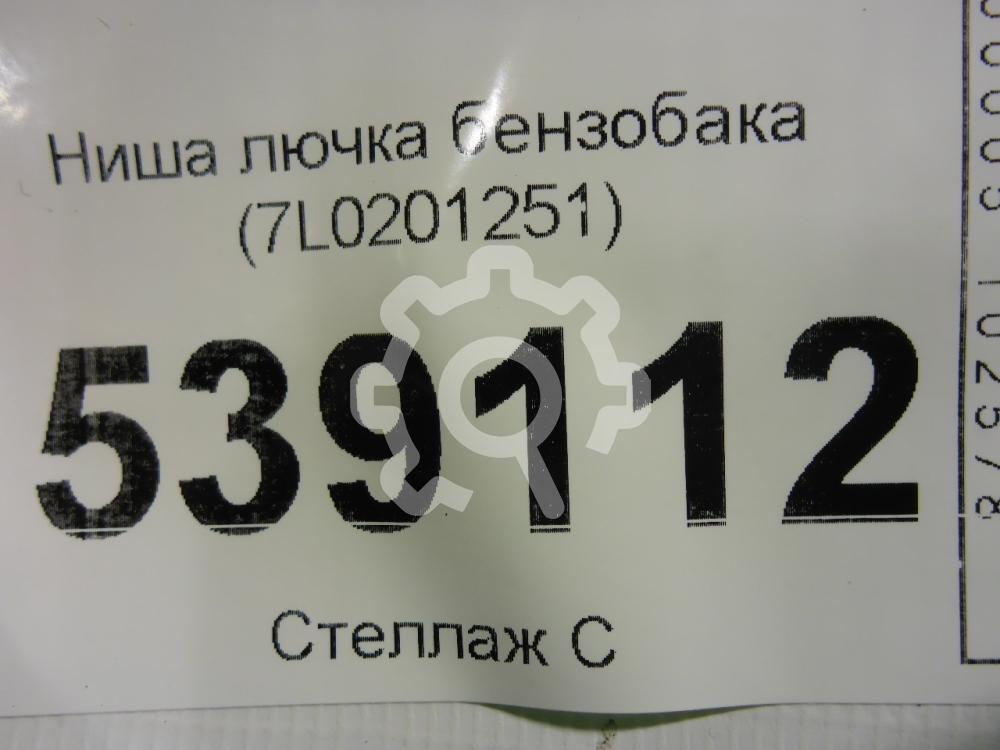 Ниша лючка бензобака
(7L0201251)
539112
Стеллаж С